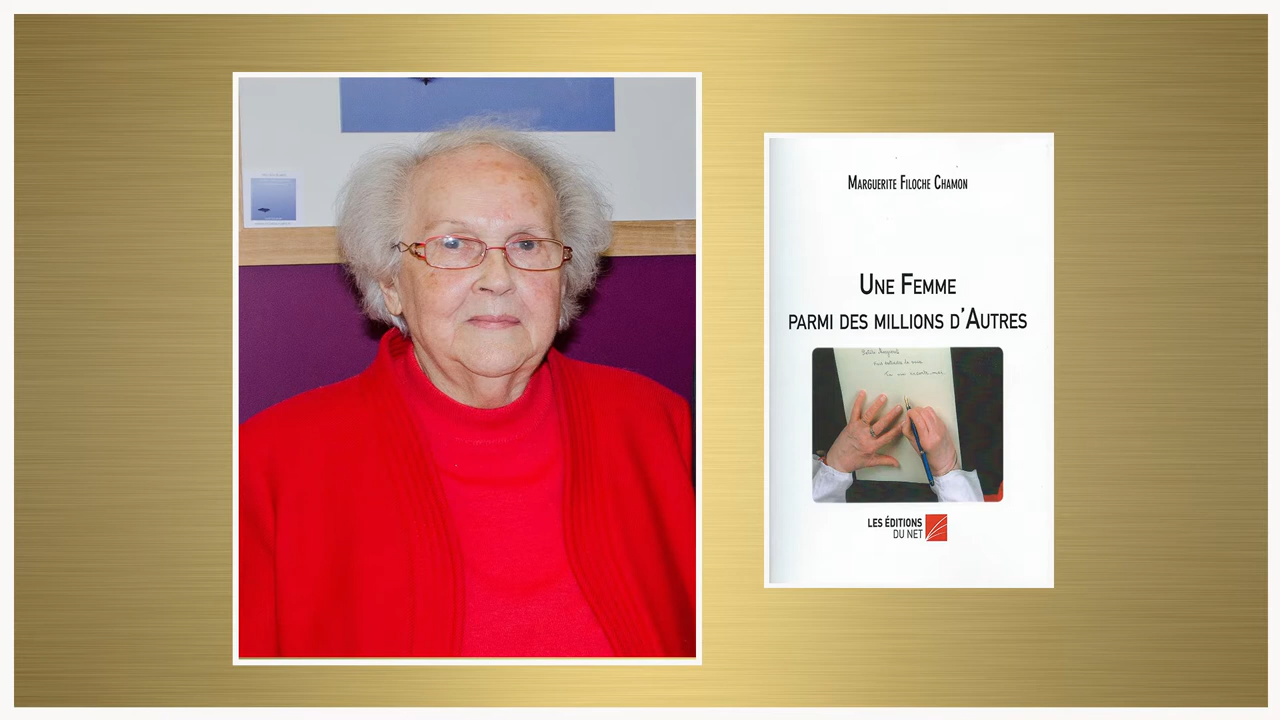 Marguerite Filoche Chamon
Une Femme
parmi des millions d'Autres
LES ÉDITIONS
DU NET